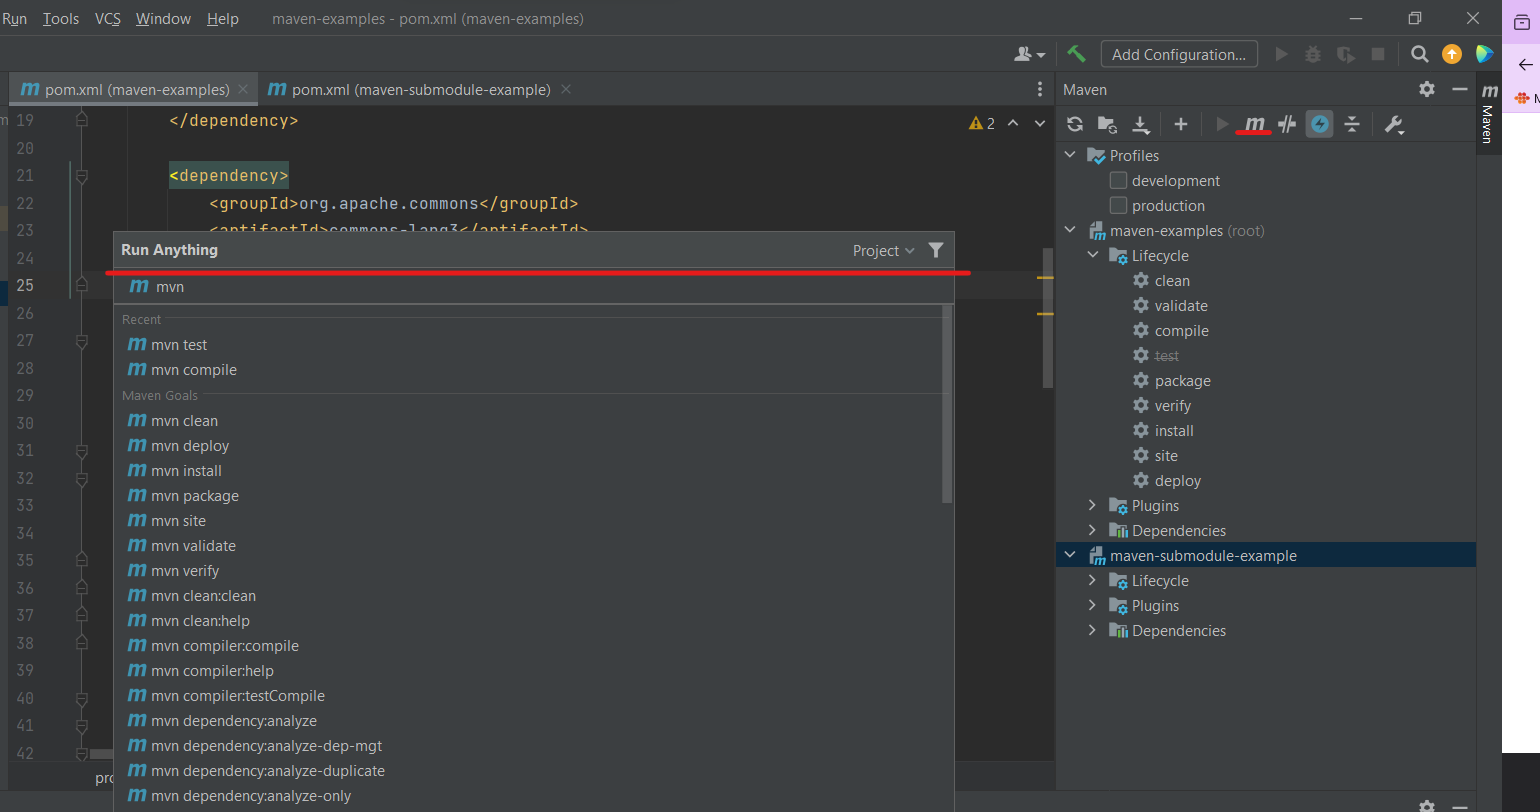 Run Tools VCS Window Help maven-examples - pom.xml (maven-examples)
Add Configuration...
pom.xml (maven-examples) pom.xml (maven-submodule-example)
Maven
19 </dependency>
2
20
21 <dependency>
22 <groupId>org.apache.commons</groupId>
23 <artifactId>commons-lang3</artifactId>
24
25
26
27
28
29
30
31
32
33
34
35
36
37
38
39
40
41
42
Run Anything Project
m mvn
Recent
m mvn test
m mvn compile
Maven Goals
m mvn clean
m mvn deploy
m mvn install
m mvn package
m mvn site
m mvn validate
m mvn verify
m mvn clean:clean
m mvn clean:help
m mvn compiler:compile
m mvn compiler:help
m mvn compiler:testCompile
m mvn dependency:analyze
m mvn dependency:analyze-dep-mgt
m mvn dependency:analyze-duplicate
m mvn dependency:analyze-only
m
Profiles
development
production
maven-examples (root)
Lifecycle
clean
validate
compile
test
package
verify
install
site
deploy
Plugins
Dependencies
maven-submodule-example
Lifecycle
Plugins
Dependencies
m Maven